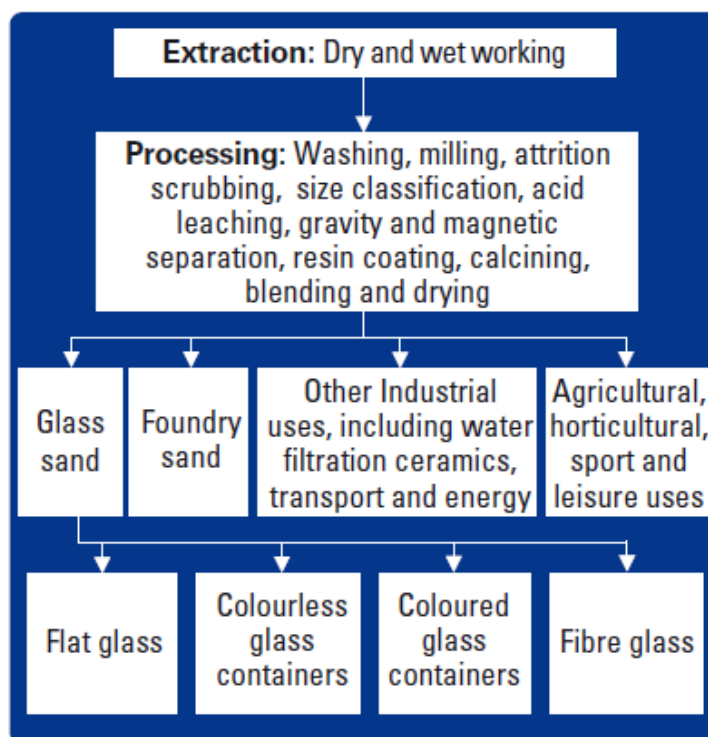 Extraction: Dry and wet working
Processing: Washing, milling, attrition
scrubbing, size classification, acid
leaching, gravity and magnetic
separation, resin coating, calcining,
blending and drying
Glass
sand
Foundry
sand
Other Industrial
uses, including water
filtration ceramics,
transport and energy
Agricultural,
horticultural,
sport and
leisure uses
Flat glass
Colourless
glass
containers
Coloured
glass
containers
Fibre glass